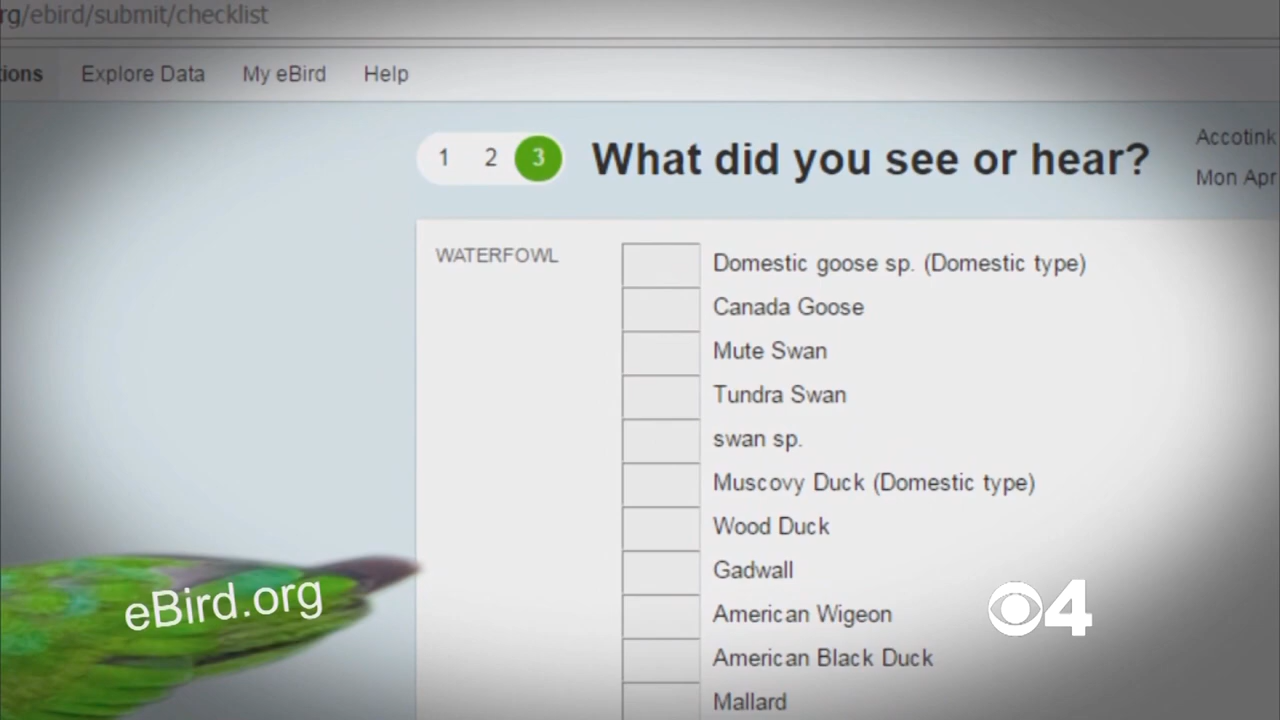 rg/ebird/submit/checklist
ions Explore Data My eBird Help
1 2 3 What did you see or hear?
Accotink
Mon Apr
WATERFOWL
Domestic goose sp. (Domestic type)
Canada Goose
Mute Swan
Tundra Swan
swan sp.
Muscovy Duck (Domestic type)
Wood Duck
Gadwall
American Wigeon
American Black Duck
Mallard
eBird.org
4